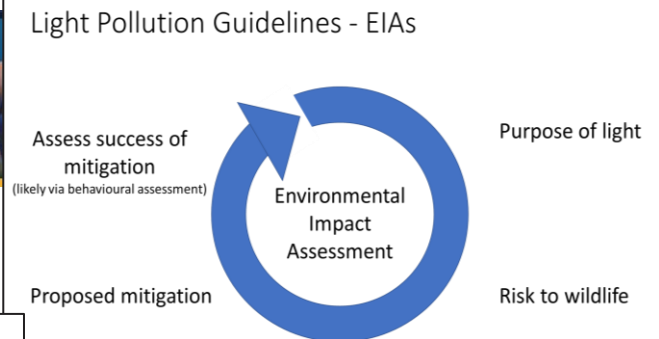 Light Pollution Guidelines - EIAs
Purpose of light
Risk to wildlife
Proposed mitigation
Assess success of
mitigation
(likely via behavioural assessment)
Environmental
Impact
Assessment